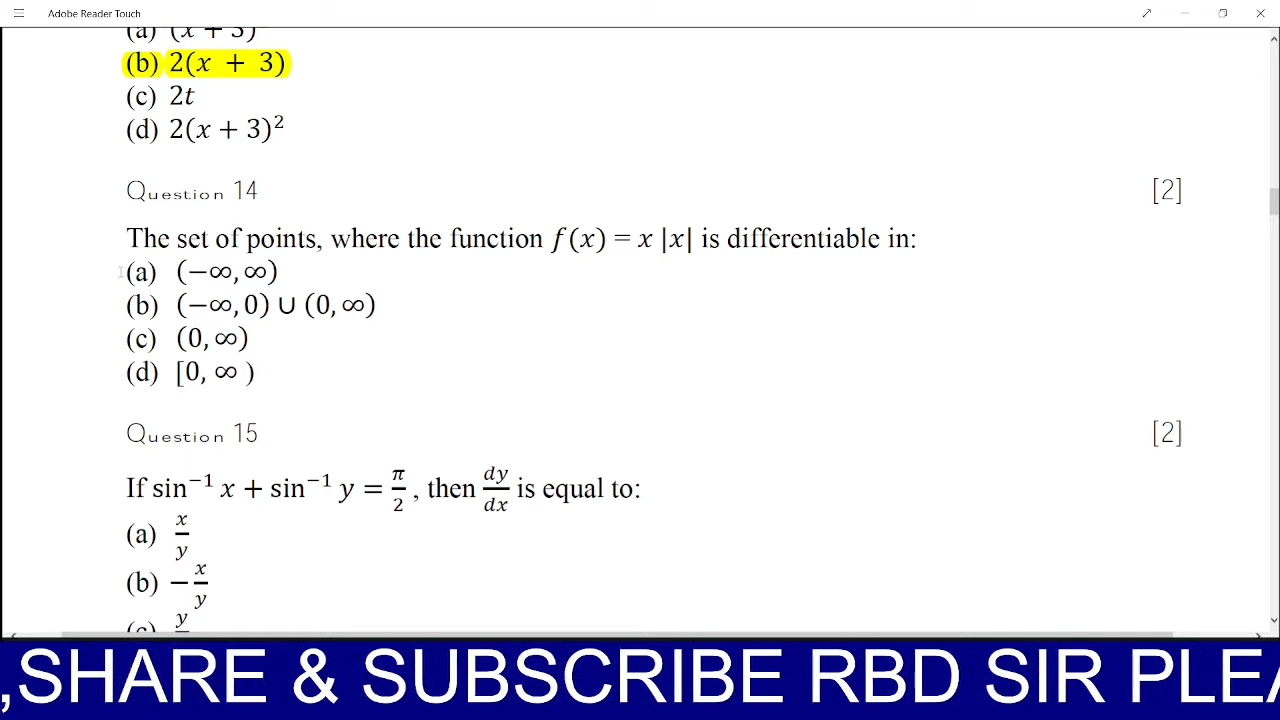 Adobe Reader Touch
(a) (x + 3)
(b) 2(x + 3)
(c) 2t
(d) 2(x + 3)²
Question 14 [2]
The set of points, where the function f(x) = x |x| is differentiable in:
(a) (−∞, ∞)
(b) (−∞, 0) ∪ (0, ∞)
(c) (0, ∞)
(d) [0, ∞ )
Question 15 [2]
If sin⁻¹ x + sin⁻¹ y = π/2 , then dy/dx is equal to:
(a) x/y
(b) − x/y
(c) y
,SHARE & SUBSCRIBE RBD SIR PLEA